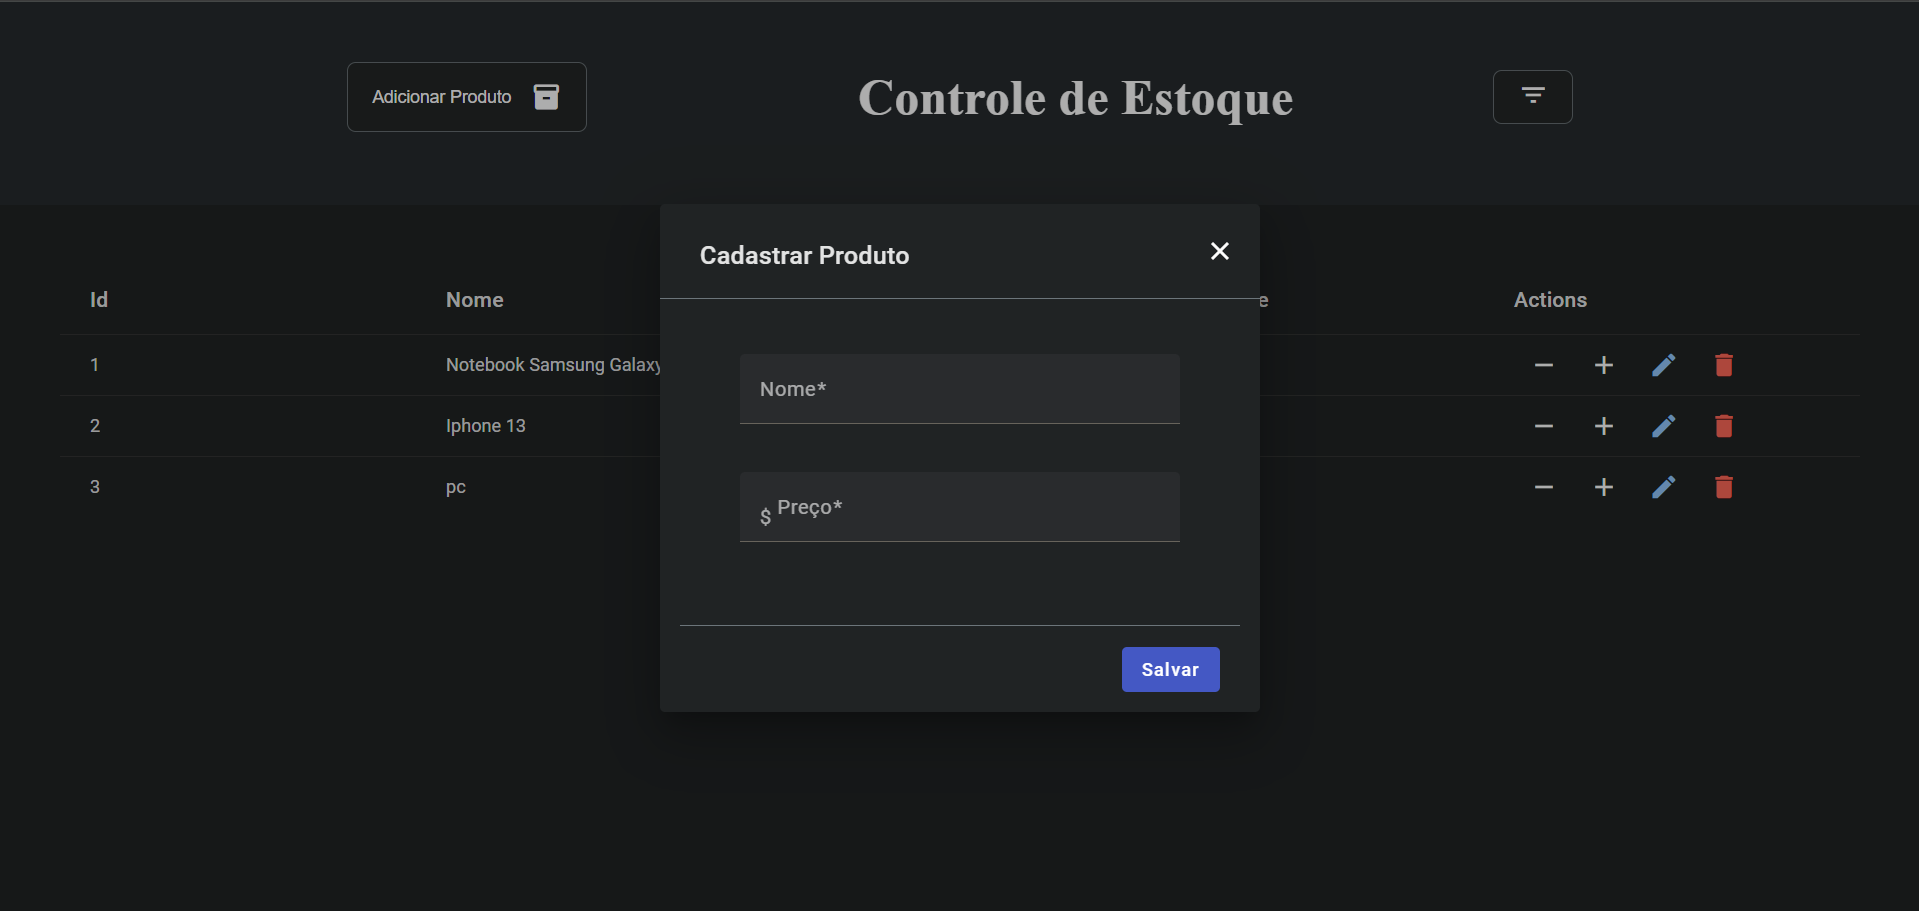 Adicionar Produto
Controle de Estoque
Cadastrar Produto
Id Nome e Actions
1 Notebook Samsung Galaxy
2 Iphone 13
3 pc
Nome*
$ Preço*
Salvar